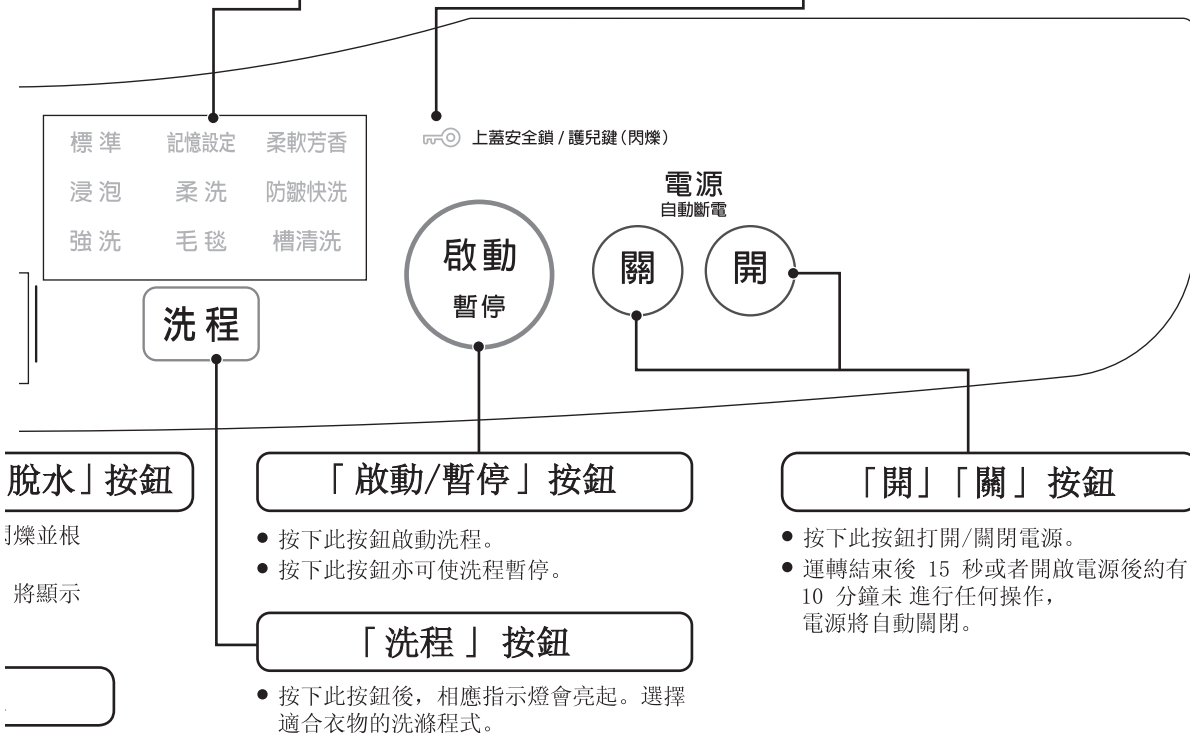 標準 記憶設定 柔軟芳香
浸泡 柔洗 防皺快洗
強洗 毛毯 槽清洗
洗程
上蓋安全鎖 / 護兒鍵(閃爍)
啟動
暫停
電源
自動斷電
關 開
脫水」按鈕
爍並根
將顯示
「啟動/暫停」按鈕
● 按下此按鈕啟動洗程。
● 按下此按鈕亦可使洗程暫停。
「洗程 」 按鈕
● 按下此按鈕後, 相應指示燈會亮起。選擇
適合衣物的洗滌程式。
「開」「關」 按鈕
● 按下此按鈕打開/關閉電源。
● 運轉結束後 15 秒或者開啟電源後約有
10 分鐘未 進行任何操作,
電源將自動關閉。